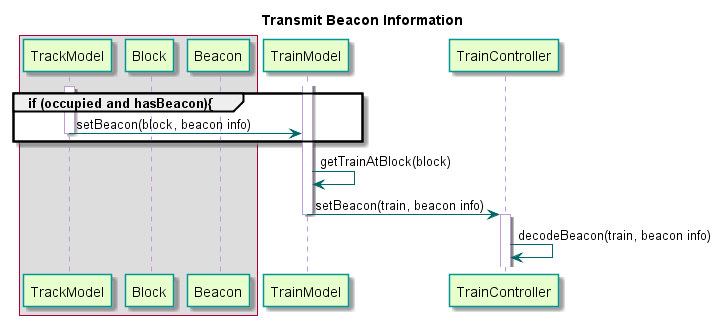 Transmit Beacon Information
TrackModel Block Beacon TrainModel TrainController
if (occupied and hasBeacon){
setBeacon(block, beacon info)
getTrainAtBlock(block)
setBeacon(train, beacon info)
decodeBeacon(train, beacon info)
TrackModel Block Beacon TrainModel TrainController